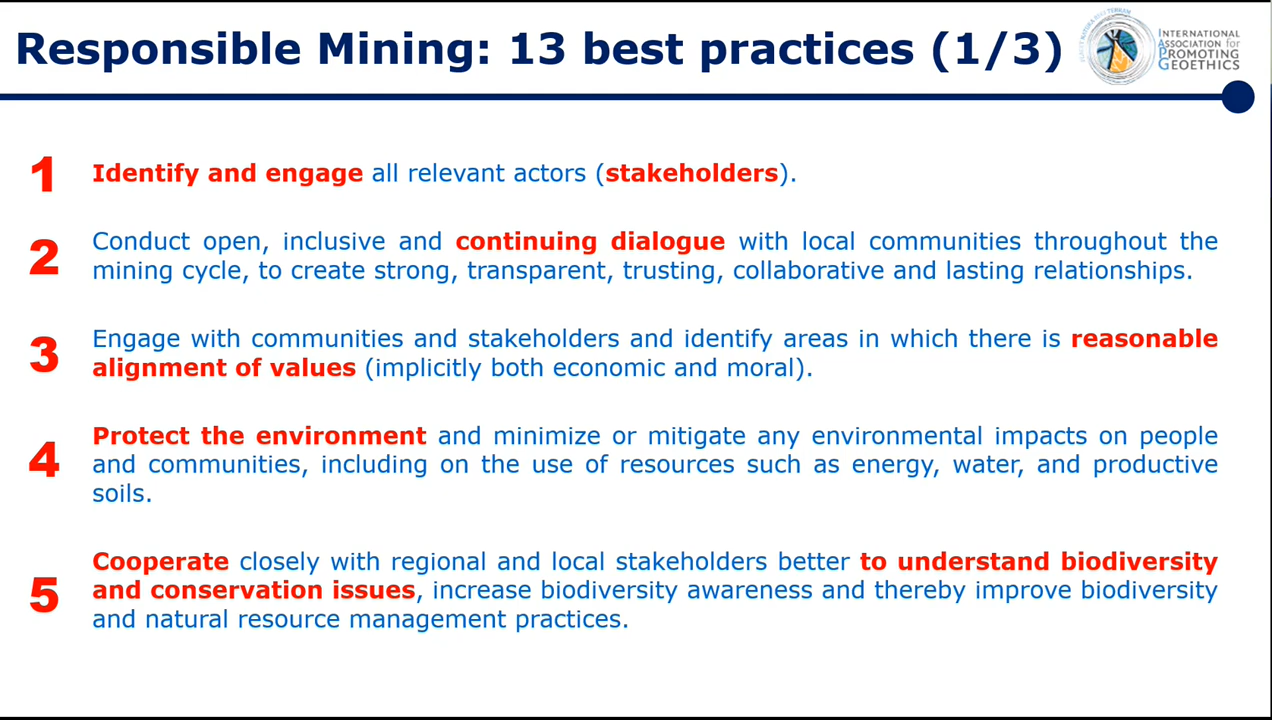 Responsible Mining: 13 best practices (1/3)
INTERNATIONAL
ASSOCIATION for
PROMOTING
GEOETHICS
1 Identify and engage all relevant actors (stakeholders).
2 Conduct open, inclusive and continuing dialogue with local communities throughout the
mining cycle, to create strong, transparent, trusting, collaborative and lasting relationships.
3 Engage with communities and stakeholders and identify areas in which there is reasonable
alignment of values (implicitly both economic and moral).
4 Protect the environment and minimize or mitigate any environmental impacts on people
and communities, including on the use of resources such as energy, water, and productive
soils.
5 Cooperate closely with regional and local stakeholders better to understand biodiversity
and conservation issues, increase biodiversity awareness and thereby improve biodiversity
and natural resource management practices.